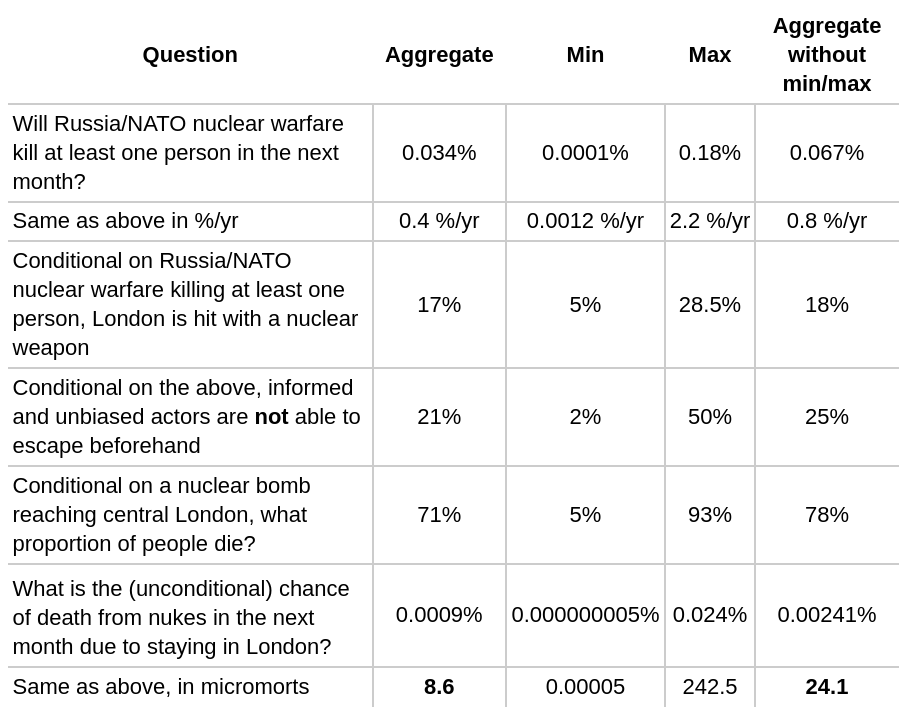 Question Aggregate Min Max Aggregate without min/max
Will Russia/NATO nuclear warfare
kill at least one person in the next
month?
0.034% 0.0001% 0.18% 0.067%
Same as above in %/yr 0.4 %/yr 0.0012 %/yr 2.2 %/yr 0.8 %/yr
Conditional on Russia/NATO
nuclear warfare killing at least one
person, London is hit with a nuclear
weapon
17% 5% 28.5% 18%
Conditional on the above, informed
and unbiased actors are not able to
escape beforehand
21% 2% 50% 25%
Conditional on a nuclear bomb
reaching central London, what
proportion of people die?
71% 5% 93% 78%
What is the (unconditional) chance
of death from nukes in the next
month due to staying in London?
0.0009% 0.000000005% 0.024% 0.00241%
Same as above, in micromorts 8.6 0.00005 242.5 24.1